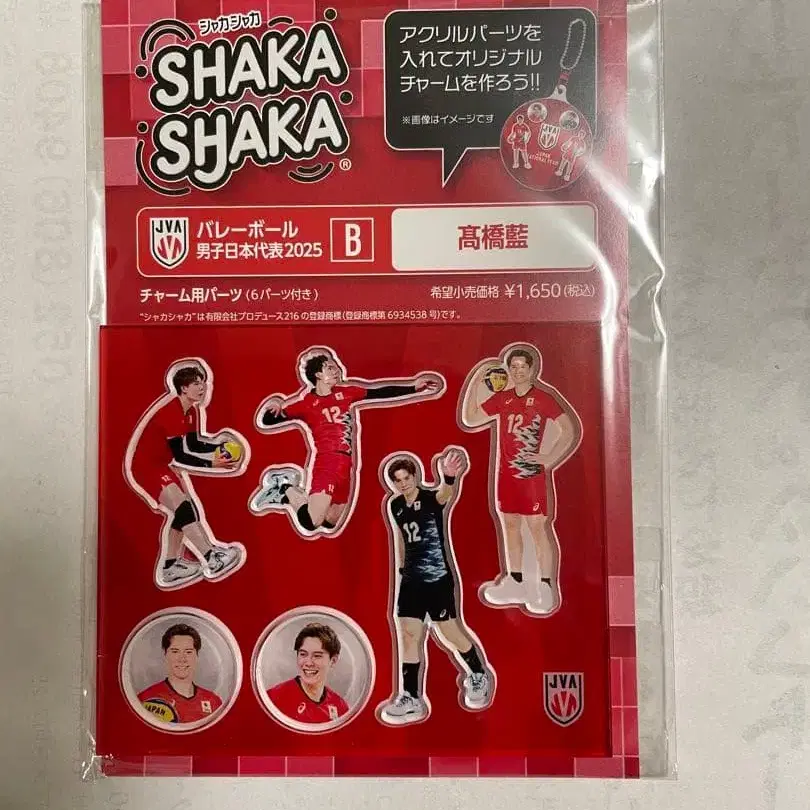 シャカシャカ
SHAKA
SHAKA
®
アクリルパーツを
入れてオリジナル
チャームを作ろう!!
※画像はイメージです
JVA
JVA
バレーボール
男子日本代表2025
B
髙橋藍
チャーム用パーツ(6パーツ付き)
希望小売価格 ¥1,650(税込)
"シャカシャカ"は有限会社プロデュース216の登録商標(登録商標第6934538号)です。
12
12
12
JAPAN
JVA